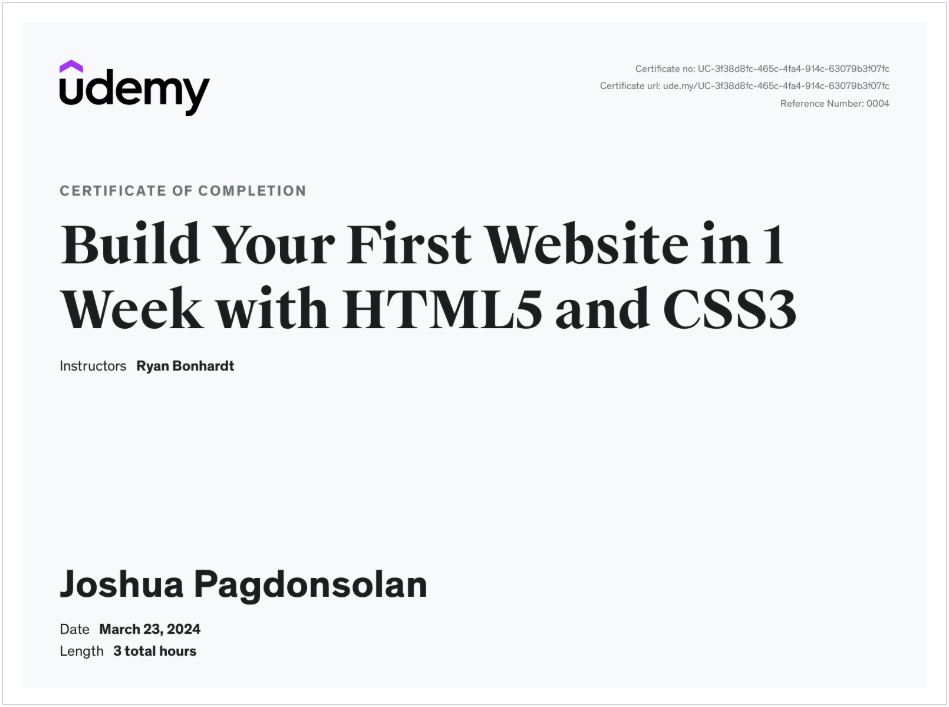 udemy
Certificate no: UC-3f38d8fc-465c-4fa4-914c-63079b3f07fc
Certificate url: ude.my/UC-3f38d8fc-465c-4fa4-914c-63079b3f07fc
Reference Number: 0004
CERTIFICATE OF COMPLETION
Build Your First Website in 1
Week with HTML5 and CSS3
Instructors Ryan Bonhardt
Joshua Pagdonsolan
Date March 23, 2024
Length 3 total hours